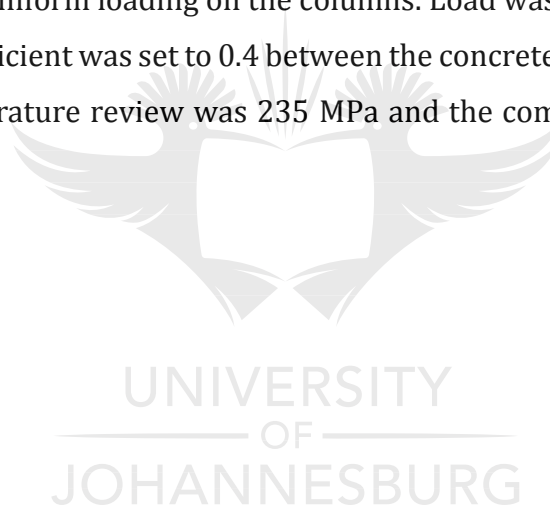 niform loading on the columns. Load was
icient was set to 0.4 between the concrete
rature review was 235 MPa and the com
UNIVERSITY
OF
JOHANNESBURG